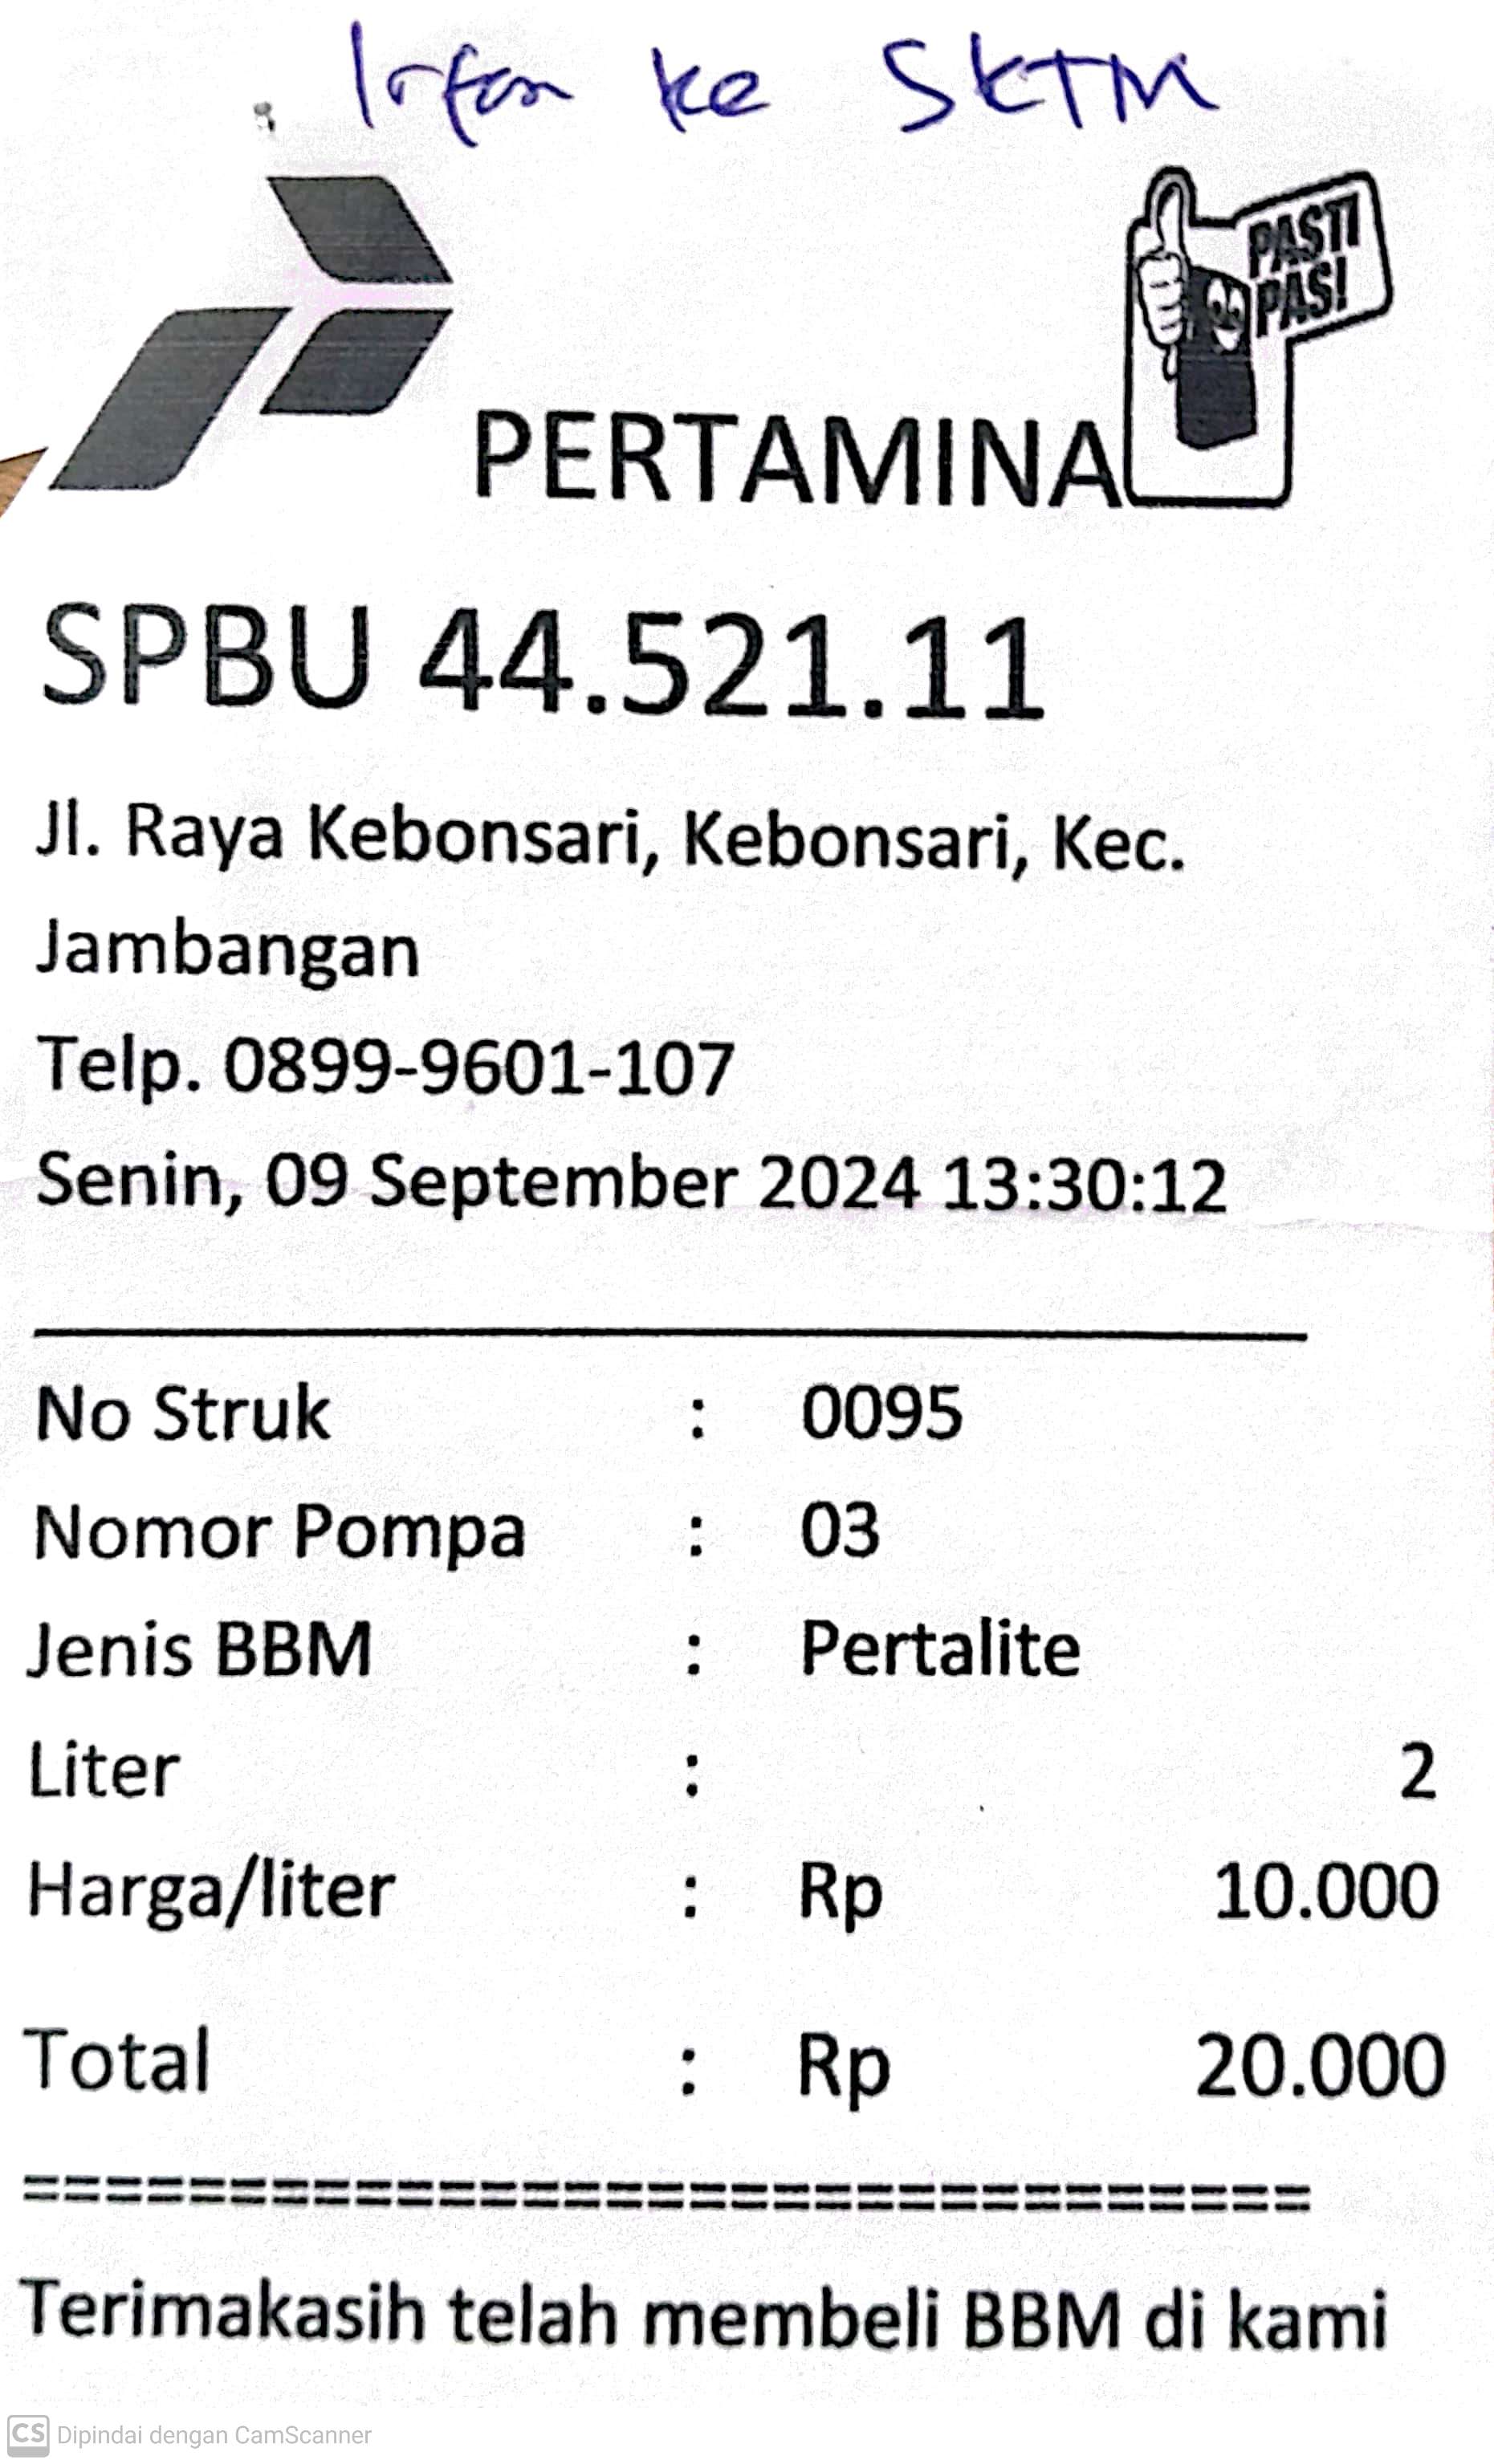 Irfan ke SKTM
PASTI
PAS!
PERTAMINA
SPBU 44.521.11
Jl. Raya Kebonsari, Kebonsari, Kec.
Jambangan
Telp. 0899-9601-107
Senin, 09 September 2024 13:30:12
No Struk : 0095
Nomor Pompa : 03
Jenis BBM : Pertalite
Liter : 2
Harga/liter : Rp 10.000
Total : Rp 20.000
===============================
Terimakasih telah membeli BBM di kami
CS Dipindai dengan CamScanner